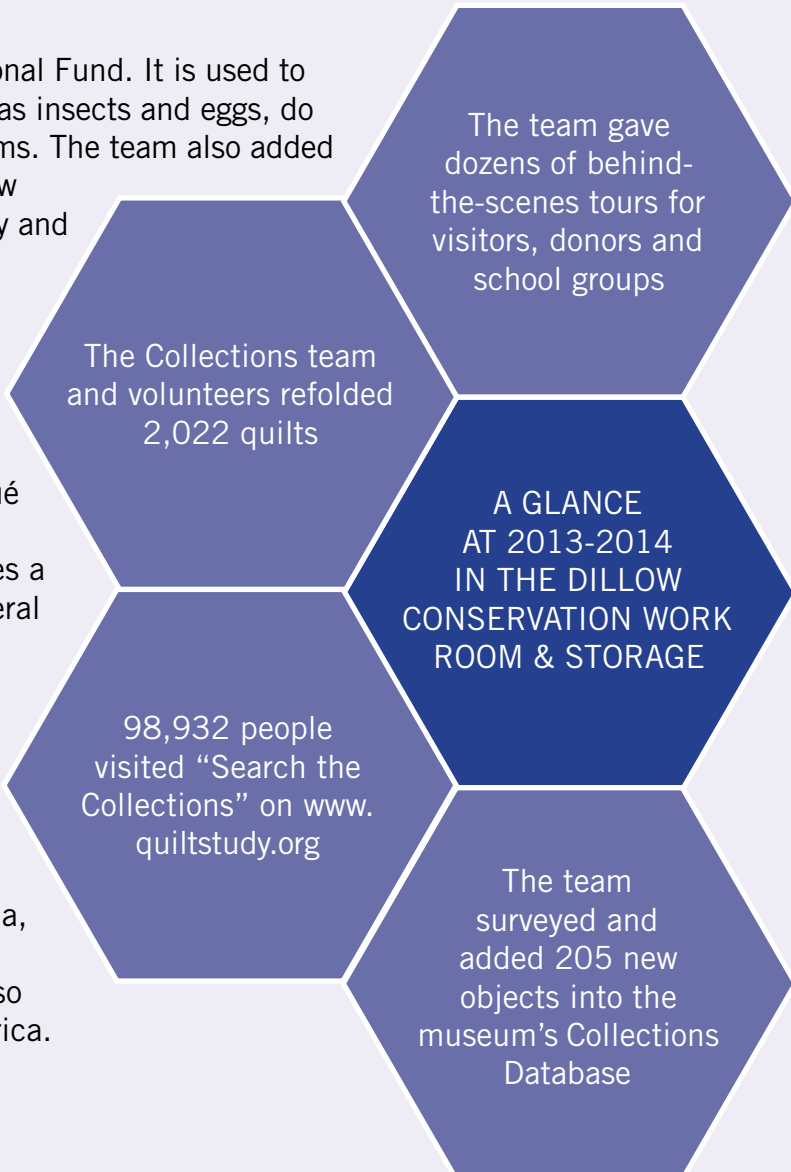 onal Fund. It is used to
as insects and eggs, do
ms. The team also added
w
y and
ué
es a
eral
a,
so
rica.
The team gave
dozens of behind-
the-scenes tours for
visitors, donors and
school groups
The Collections team
and volunteers refolded
2,022 quilts
A GLANCE
AT 2013-2014
IN THE DILLOW
CONSERVATION WORK
ROOM & STORAGE
98,932 people
visited “Search the
Collections” on www.
quiltstudy.org
The team
surveyed and
added 205 new
objects into the
museum’s Collections
Database